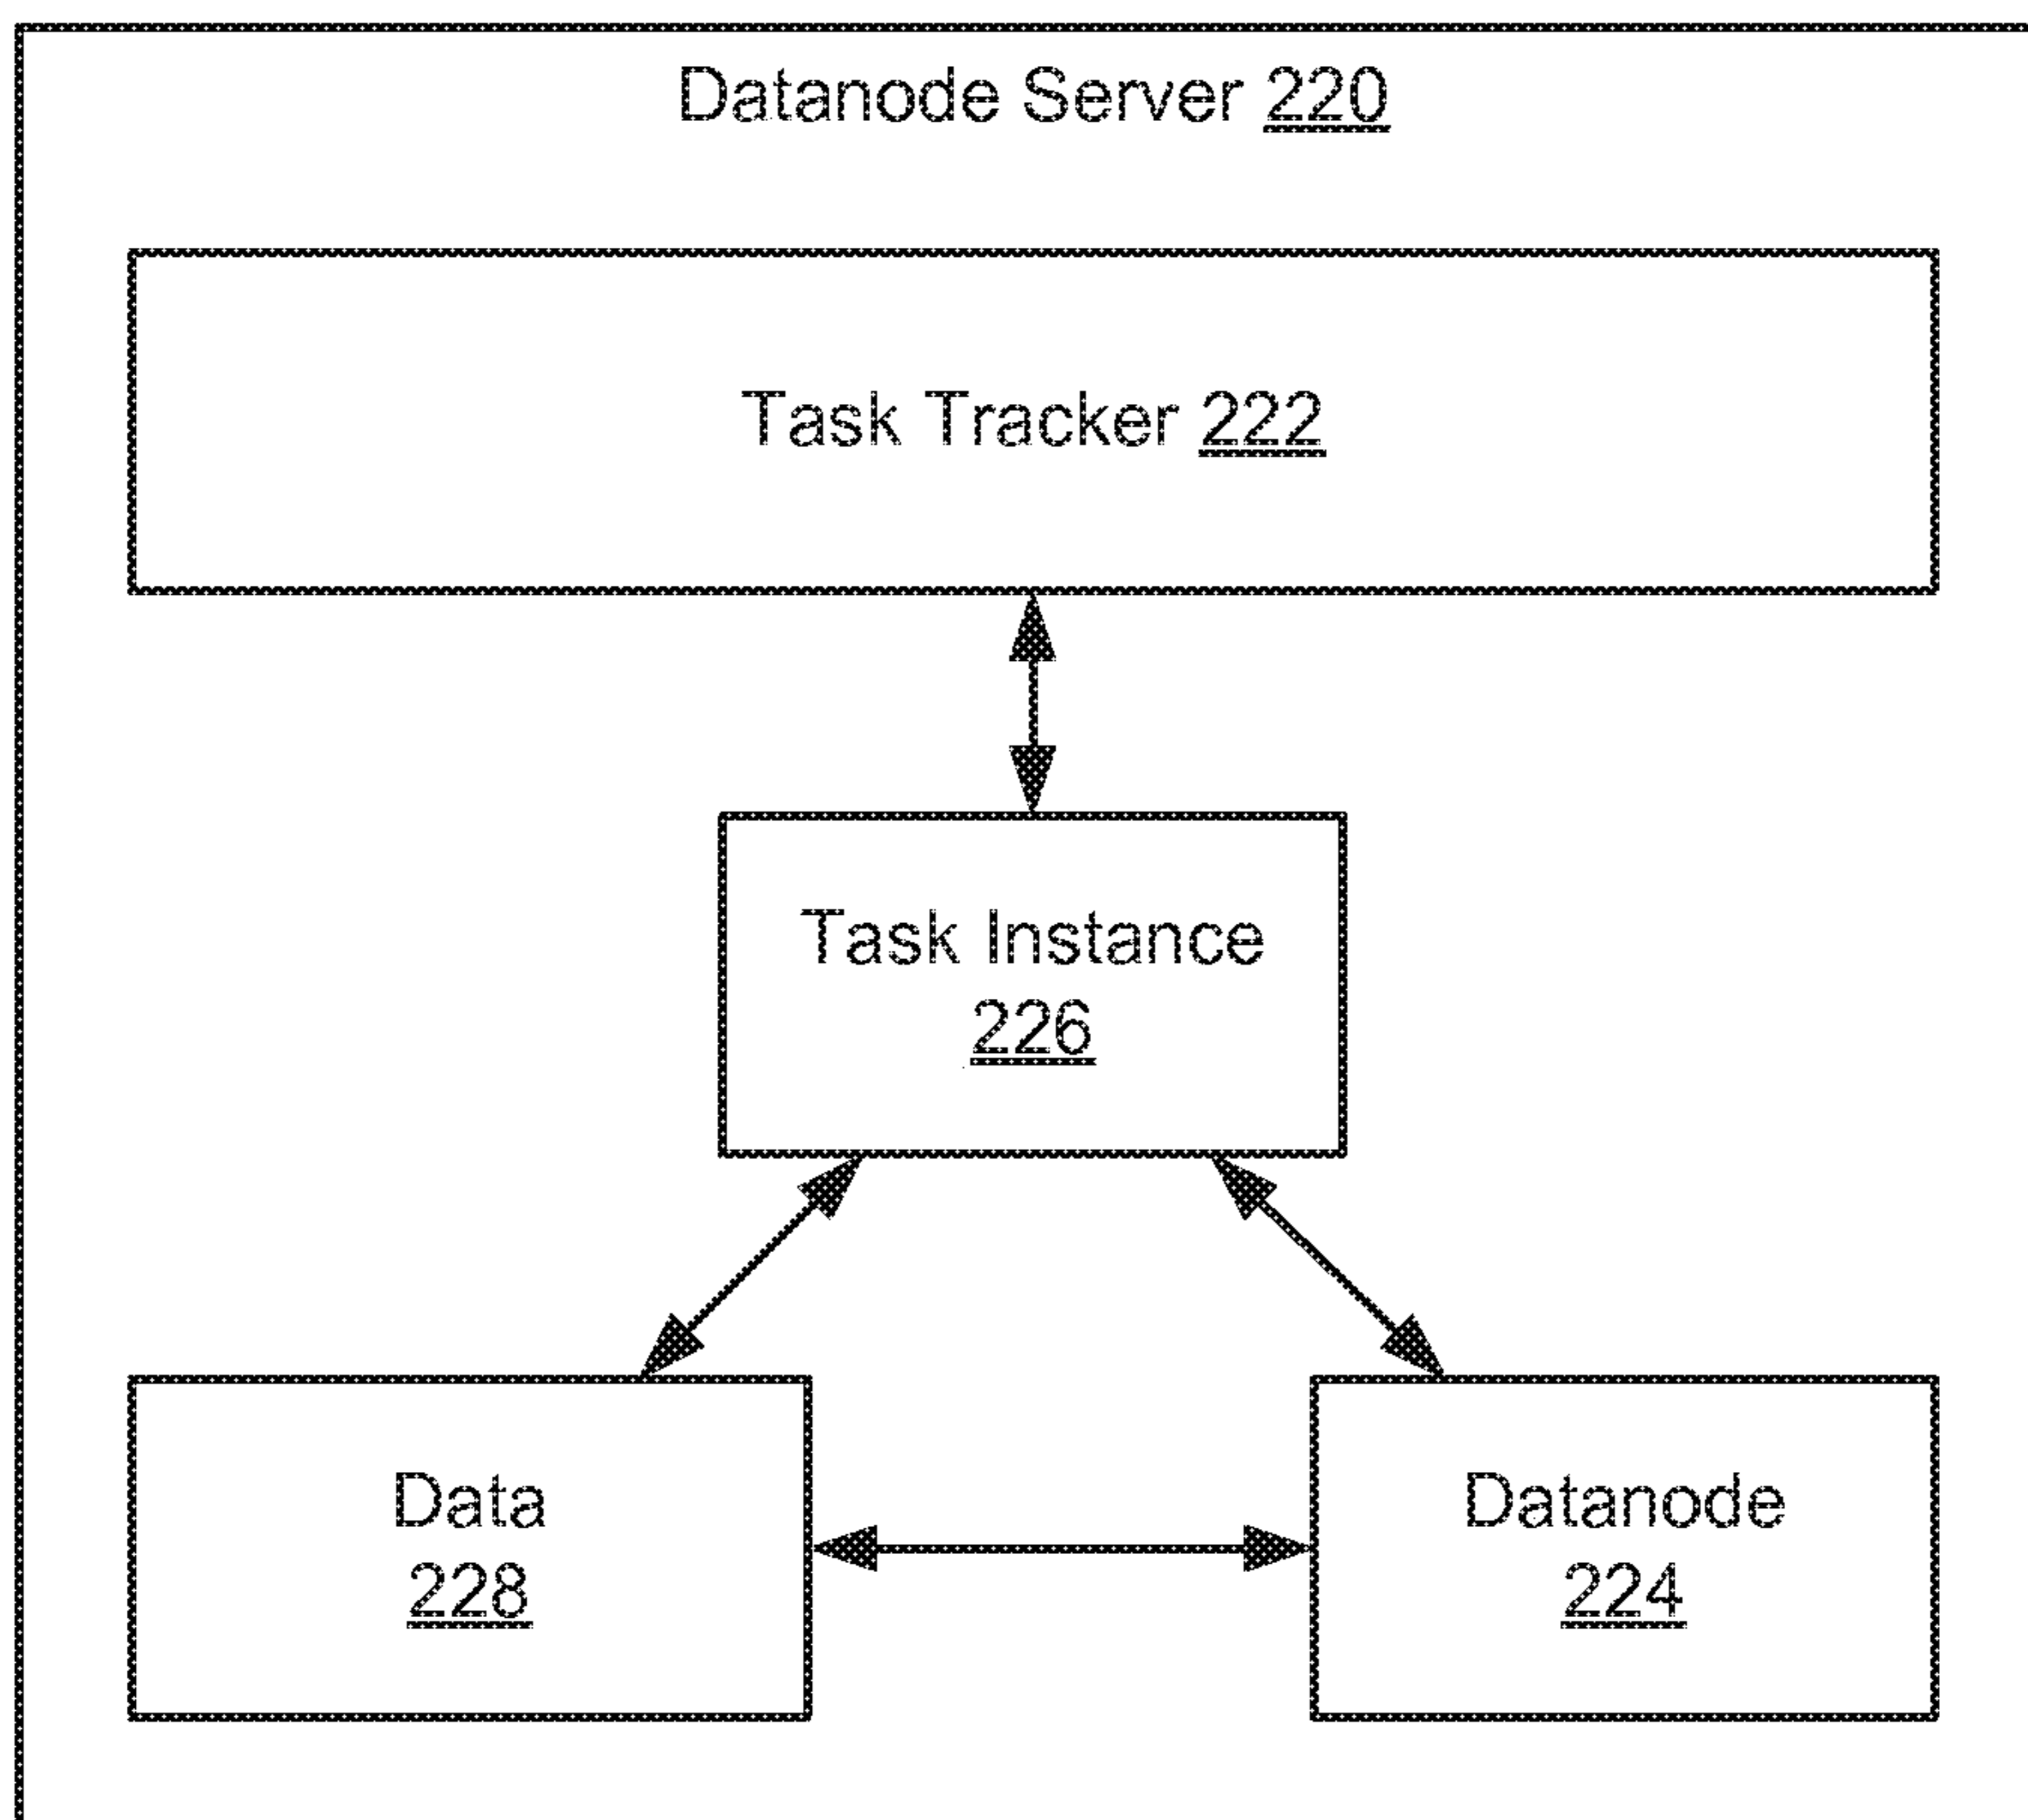 Datanode Server 220
Task Tracker 222
Task Instance
226
Data
228
Datanode
224